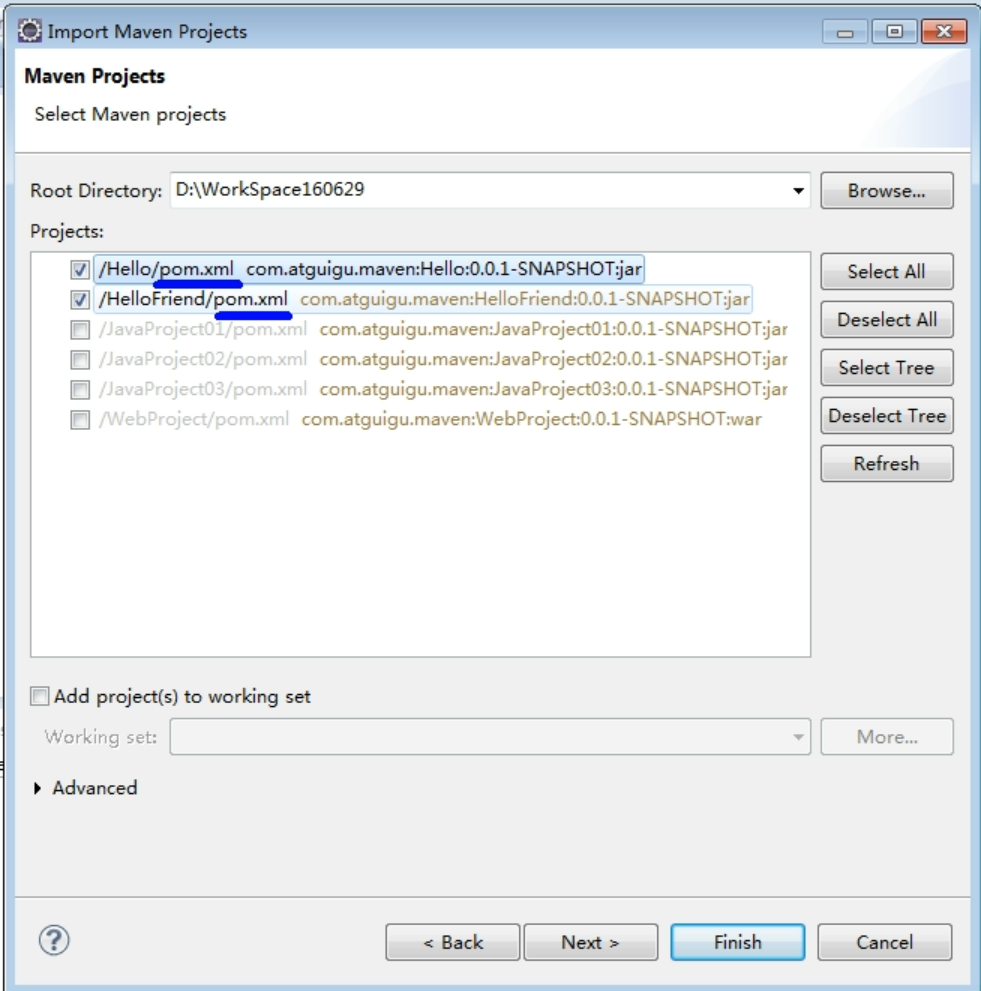 Import Maven Projects
Maven Projects
Select Maven projects
Root Directory: D:\WorkSpace160629 Browse...
Projects:
/Hello/pom.xml com.atguigu.maven:Hello:0.0.1-SNAPSHOT:jar
/HelloFriend/pom.xml com.atguigu.maven:HelloFriend:0.0.1-SNAPSHOT:jar
/JavaProject01/pom.xml com.atguigu.maven:JavaProject01:0.0.1-SNAPSHOT:jar
/JavaProject02/pom.xml com.atguigu.maven:JavaProject02:0.0.1-SNAPSHOT:jar
/JavaProject03/pom.xml com.atguigu.maven:JavaProject03:0.0.1-SNAPSHOT:jar
/WebProject/pom.xml com.atguigu.maven:WebProject:0.0.1-SNAPSHOT:war
Select All
Deselect All
Select Tree
Deselect Tree
Refresh
Add project(s) to working set
Working set: More...
Advanced
? < Back Next > Finish Cancel